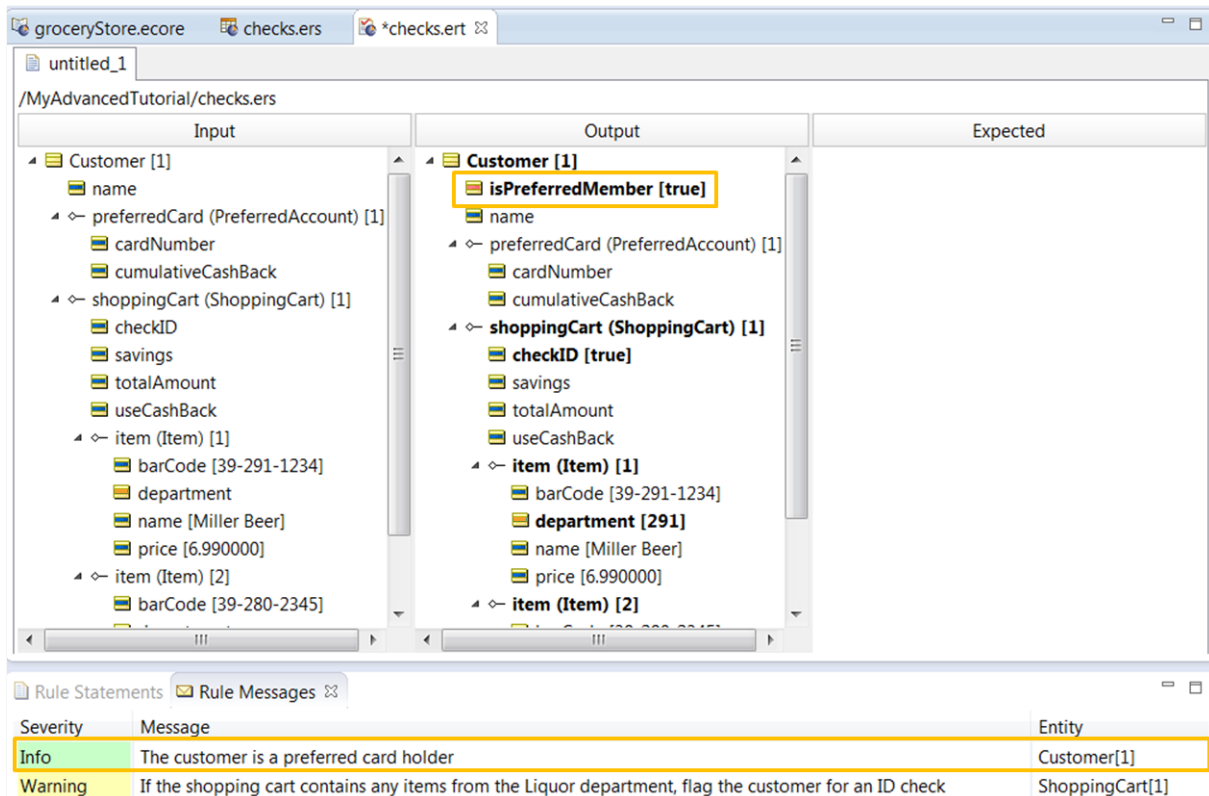 groceryStore.ecore checks.ers *checks.ert
untitled_1
/MyAdvancedTutorial/checks.ers
Input Output Expected
Customer [1]
name
preferredCard (PreferredAccount) [1]
cardNumber
cumulativeCashBack
shoppingCart (ShoppingCart) [1]
checkID
savings
totalAmount
useCashBack
item (Item) [1]
barCode [39-291-1234]
department
name [Miller Beer]
price [6.990000]
item (Item) [2]
barCode [39-280-2345]
Customer [1]
isPreferredMember [true]
name
preferredCard (PreferredAccount) [1]
cardNumber
cumulativeCashBack
shoppingCart (ShoppingCart) [1]
checkID [true]
savings
totalAmount
useCashBack
item (Item) [1]
barCode [39-291-1234]
department [291]
name [Miller Beer]
price [6.990000]
item (Item) [2]
Rule Statements Rule Messages
Severity Message Entity
Info The customer is a preferred card holder Customer[1]
Warning If the shopping cart contains any items from the Liquor department, flag the customer for an ID check ShoppingCart[1]